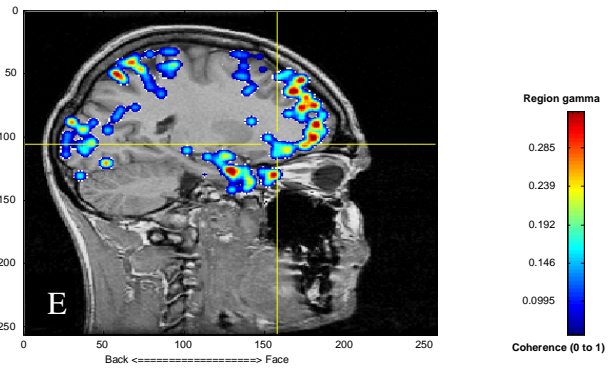 0
50
100
150
200
250
E
0 50 100 150 200 250
Back <===================> Face
Region gamma
0.285
0.239
0.192
0.146
0.0995
Coherence (0 to 1)